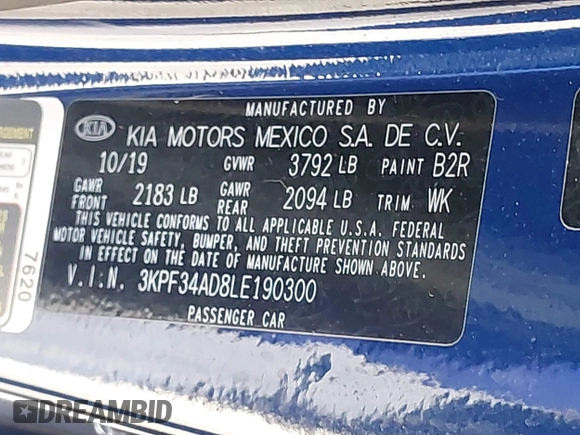 MANUFACTURED BY
KIA KIA MOTORS MEXICO S.A. DE C.V.
10/19 GVWR 3792 LB PAINT B2R
GAWR FRONT 2183 LB GAWR REAR 2094 LB TRIM WK
THIS VEHICLE CONFORMS TO ALL APPLICABLE U.S.A. FEDERAL
MOTOR VEHICLE SAFETY, BUMPER, AND THEFT PREVENTION STANDARDS
IN EFFECT ON THE DATE OF MANUFACTURE SHOWN ABOVE.
V.I.N. 3KPF34AD8LE190300
PASSENGER CAR
7620
DREAMBID